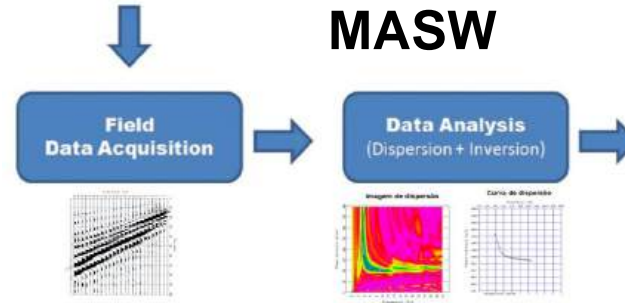 MASW
Field
Data Acquisition
Data Analysis
(Dispersion + Inversion)
Imagem de dispersão
Curva de dispersão